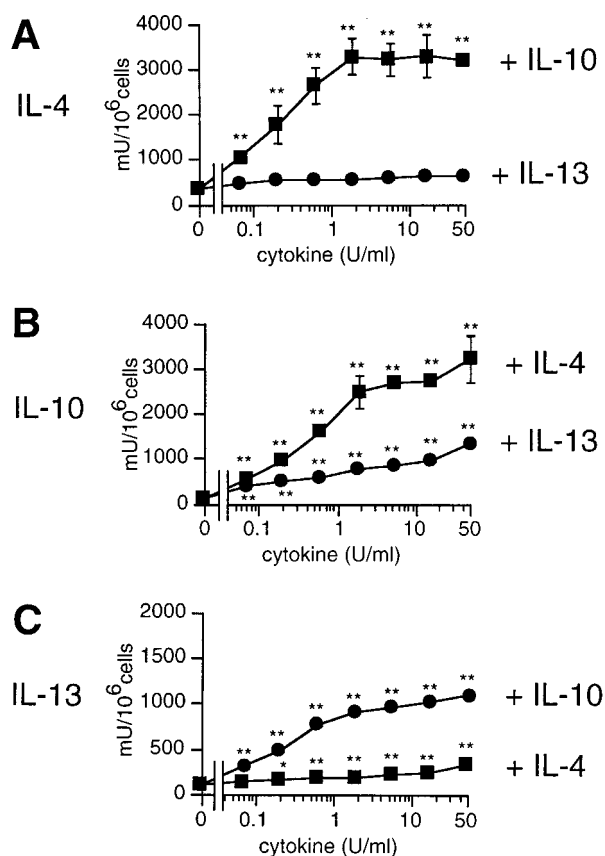 A
IL-4
mU/10⁶cells
4000
3000
2000
1000
0
** ** ** ** ** ** **
+ IL-10
+ IL-13
0 0.1 1 10 50
cytokine (U/ml)
B
IL-10
mU/10⁶cells
4000
3000
2000
1000
0
** ** ** ** ** ** **
+ IL-4
** ** ** ** ** ** **
+ IL-13
0 0.1 1 10 50
cytokine (U/ml)
C
IL-13
mU/10⁶cells
2000
1500
1000
500
0
** ** ** ** ** ** **
+ IL-10
* ** ** ** ** **
+ IL-4
0 0.1 1 10 50
cytokine (U/ml)